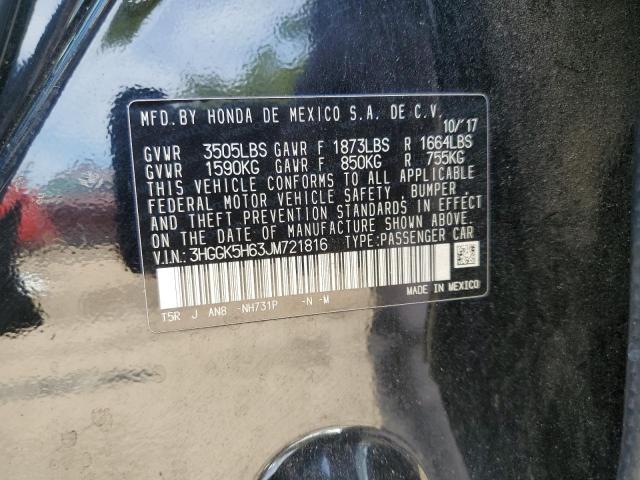 MFD. BY HONDA DE MEXICO S.A. DE C.V.
10/'17
GVWR 3505LBS GAWR F 1873LBS R 1664LBS
GVWR 1590KG GAWR F 850KG R 755KG
THIS VEHICLE CONFORMS TO ALL APPLICABLE
FEDERAL MOTOR VEHICLE SAFETY, BUMPER,
AND THEFT PREVENTION STANDARDS IN EFFECT
ON THE DATE OF MANUFACTURE SHOWN ABOVE.
V.I.N.: 3HGGK5H63JM721816 TYPE: PASSENGER CAR
T5R J AN8 -NH731P -N -M
MADE IN MEXICO